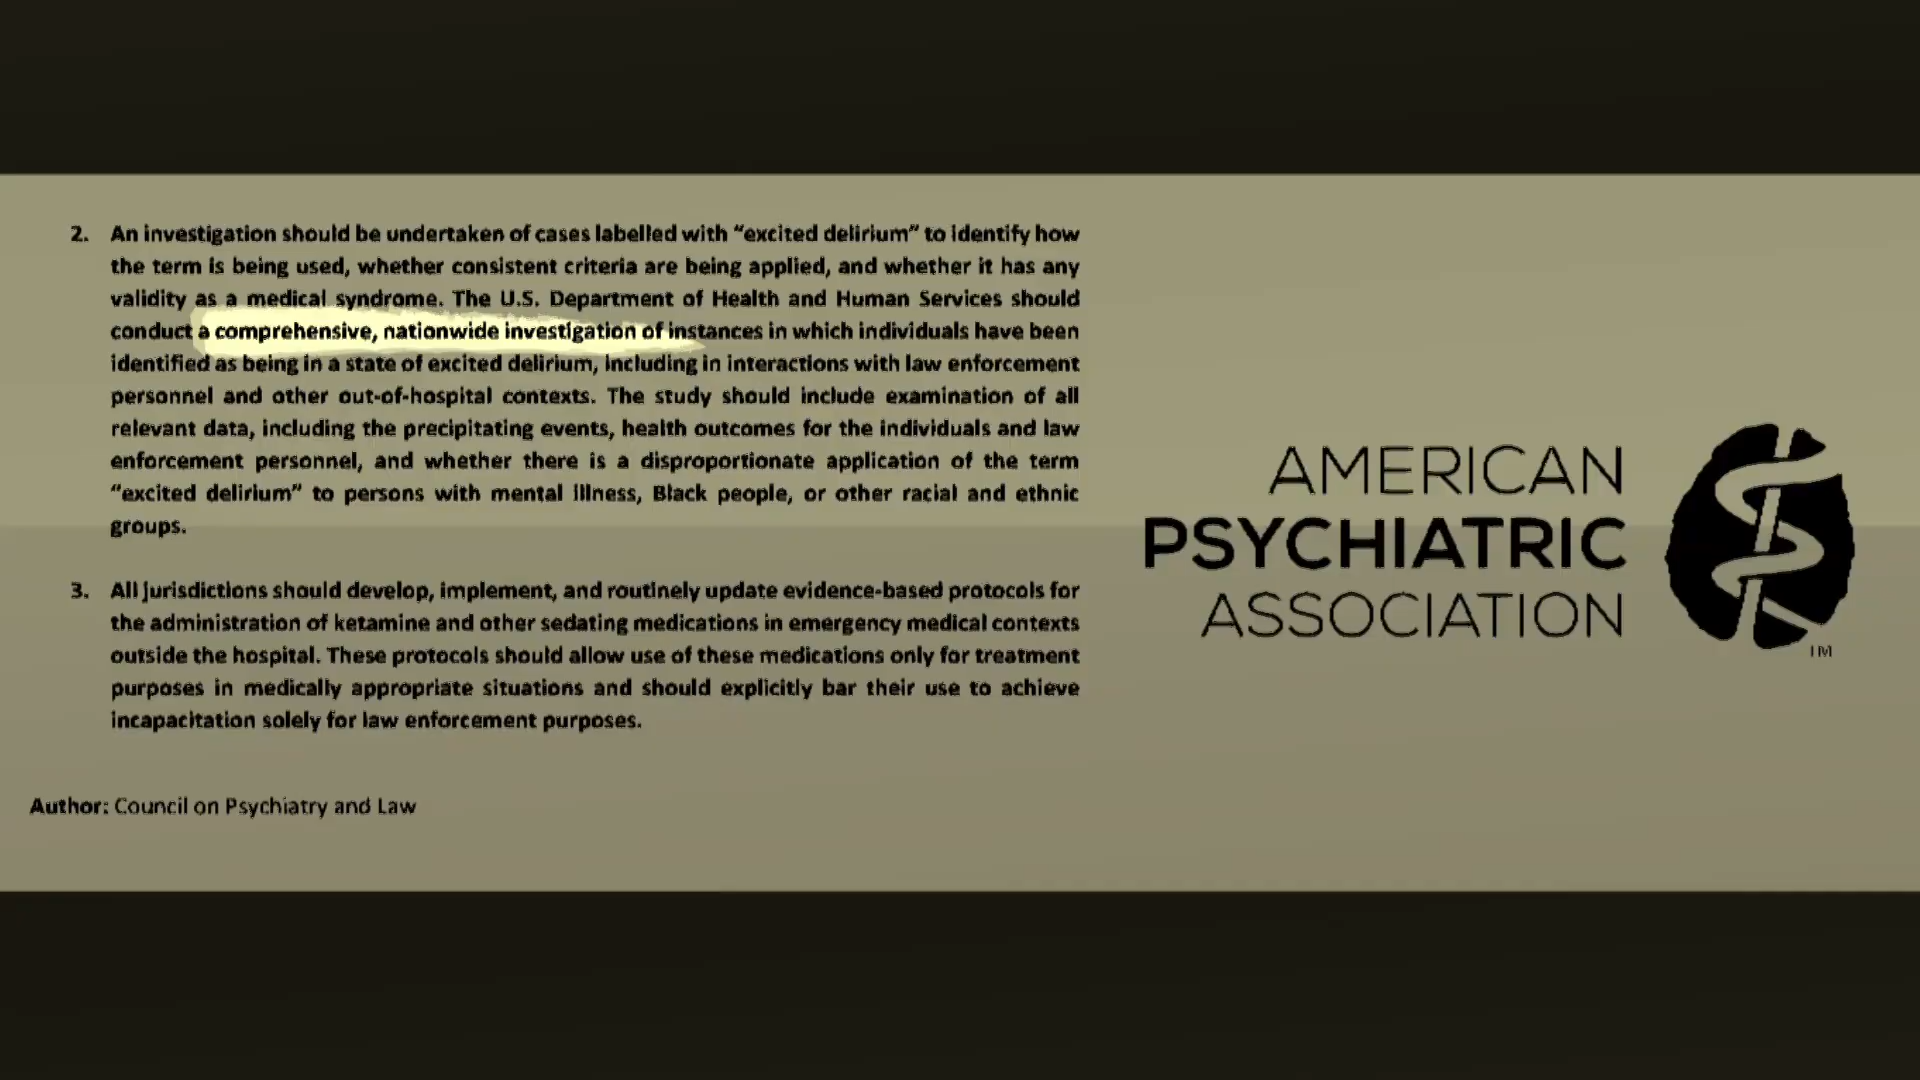 2. An investigation should be undertaken of cases labelled with “excited delirium” to identify how
the term is being used, whether consistent criteria are being applied, and whether it has any
validity as a medical syndrome. The U.S. Department of Health and Human Services should
conduct a comprehensive, nationwide investigation of instances in which individuals have been
identified as being in a state of excited delirium, including in interactions with law enforcement
personnel and other out-of-hospital contexts. The study should include examination of all
relevant data, including the precipitating events, health outcomes for the individuals and law
enforcement personnel, and whether there is a disproportionate application of the term
“excited delirium” to persons with mental illness, Black people, or other racial and ethnic
groups.
3. All jurisdictions should develop, implement, and routinely update evidence-based protocols for
the administration of ketamine and other sedating medications in emergency medical contexts
outside the hospital. These protocols should allow use of these medications only for treatment
purposes in medically appropriate situations and should explicitly bar their use to achieve
incapacitation solely for law enforcement purposes.
Author: Council on Psychiatry and Law
AMERICAN
PSYCHIATRIC
ASSOCIATION
TM